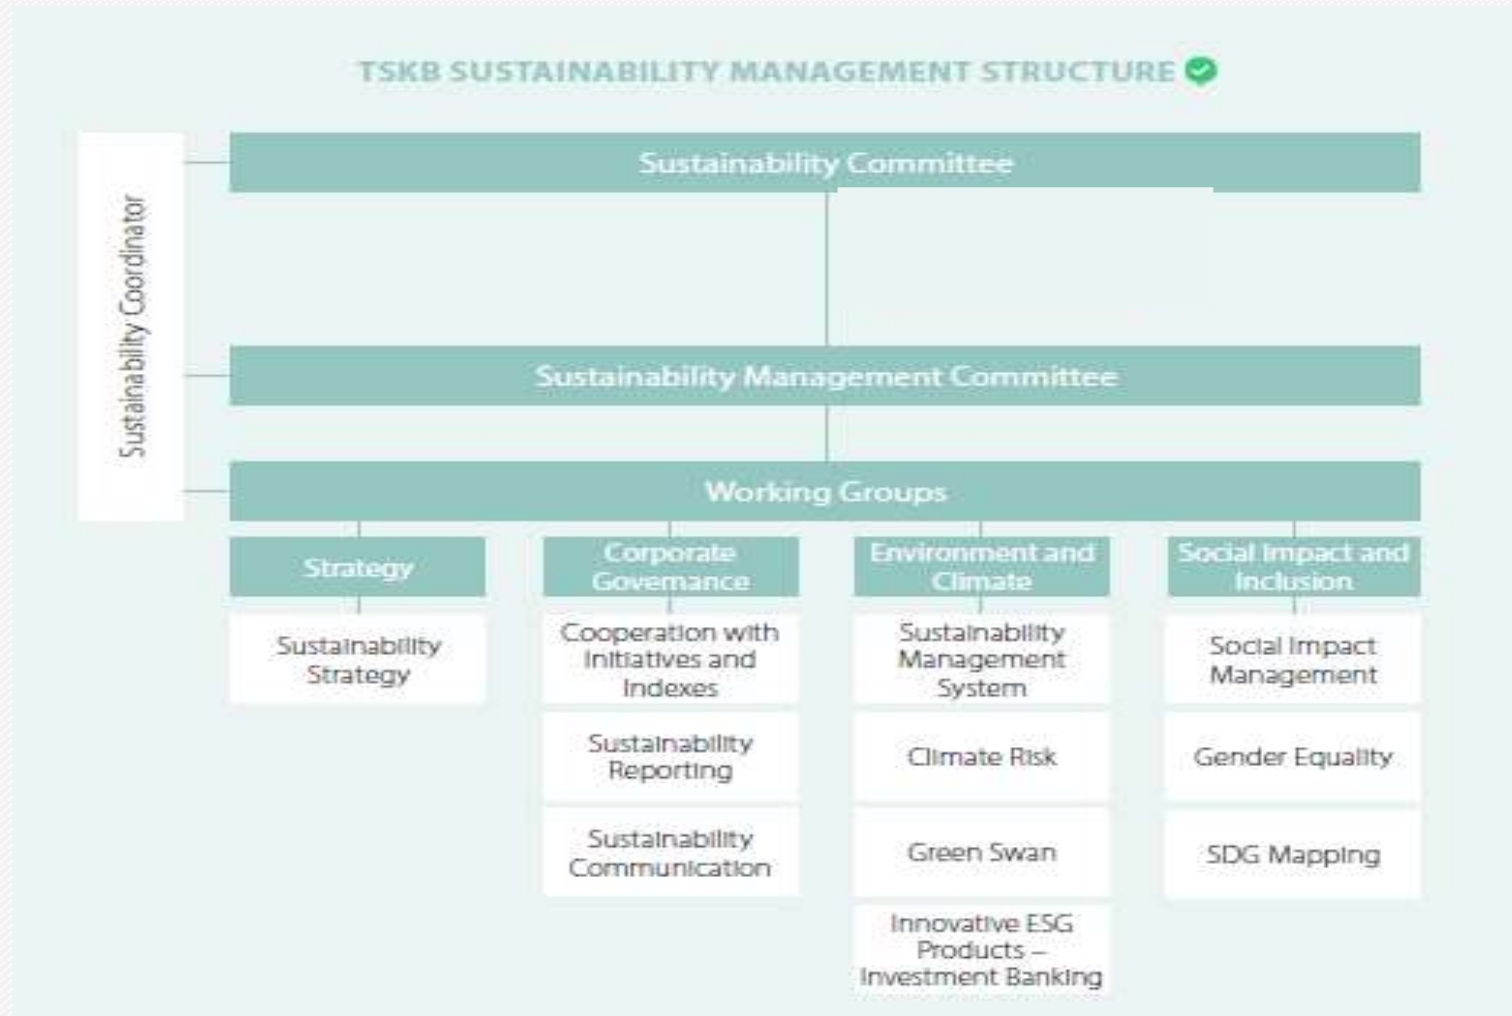 TSKB SUSTAINABILITY MANAGEMENT STRUCTURE
Sustainability Coordinator
Sustainability Committee
Sustainability Management Committee
Working Groups
Strategy
Sustainability
Strategy
Corporate
Governance
Cooperation with
Initiatives and
Indexes
Sustainability
Reporting
Sustainability
Communication
Environment and
Climate
Sustainability
Management
System
Climate Risk
Green Swan
Innovative ESG
Products –
Investment Banking
Social Impact and
Inclusion
Social Impact
Management
Gender Equality
SDG Mapping